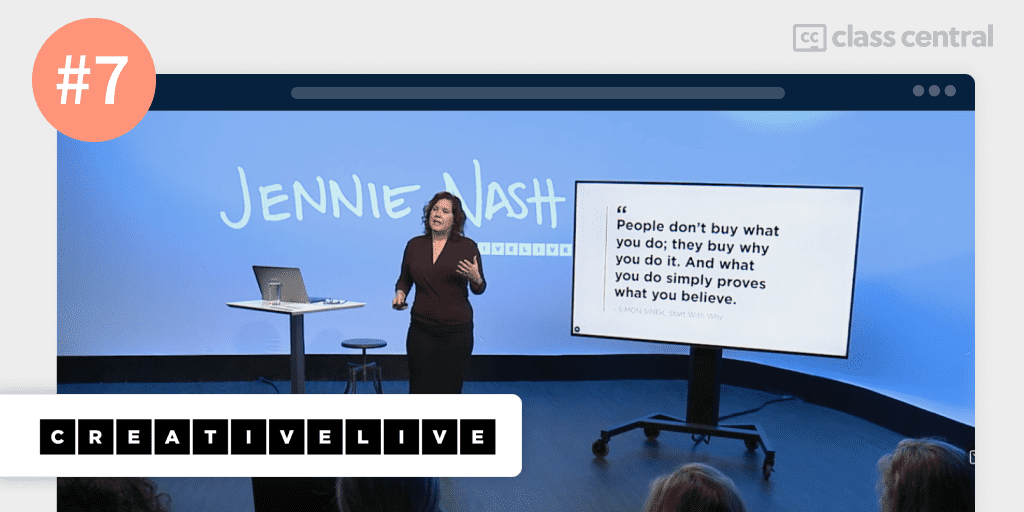 #7
cc class central
JENNIE NASH
IVELIVE
“
People don’t buy what
you do; they buy why
you do it. And what
you do simply proves
what you believe.
- SIMON SINEK, Start With Why
CREATIVELIVE